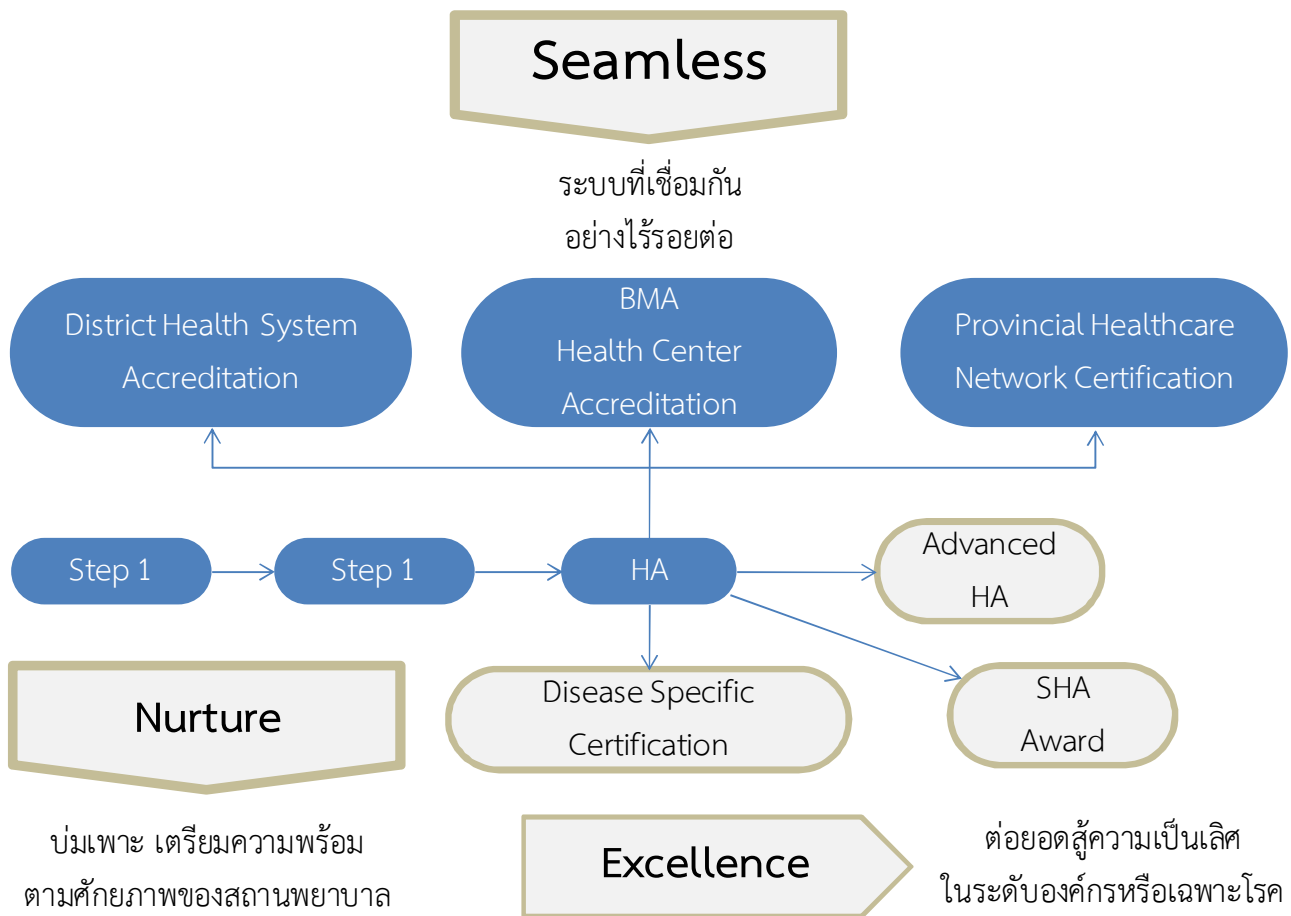 Seamless
ระบบที่เชื่อมกัน
อย่างไร้รอยต่อ
District Health System
Accreditation
BMA
Health Center
Accreditation
Provincial Healthcare
Network Certification
Step 1
Step 1
HA
Advanced
HA
Disease Specific
Certification
SHA
Award
Nurture
บ่มเพาะ เตรียมความพร้อม
ตามศักยภาพของสถานพยาบาล
Excellence
ต่อยอดสู้ความเป็นเลิศ
ในระดับองค์กรหรือเฉพาะโรค